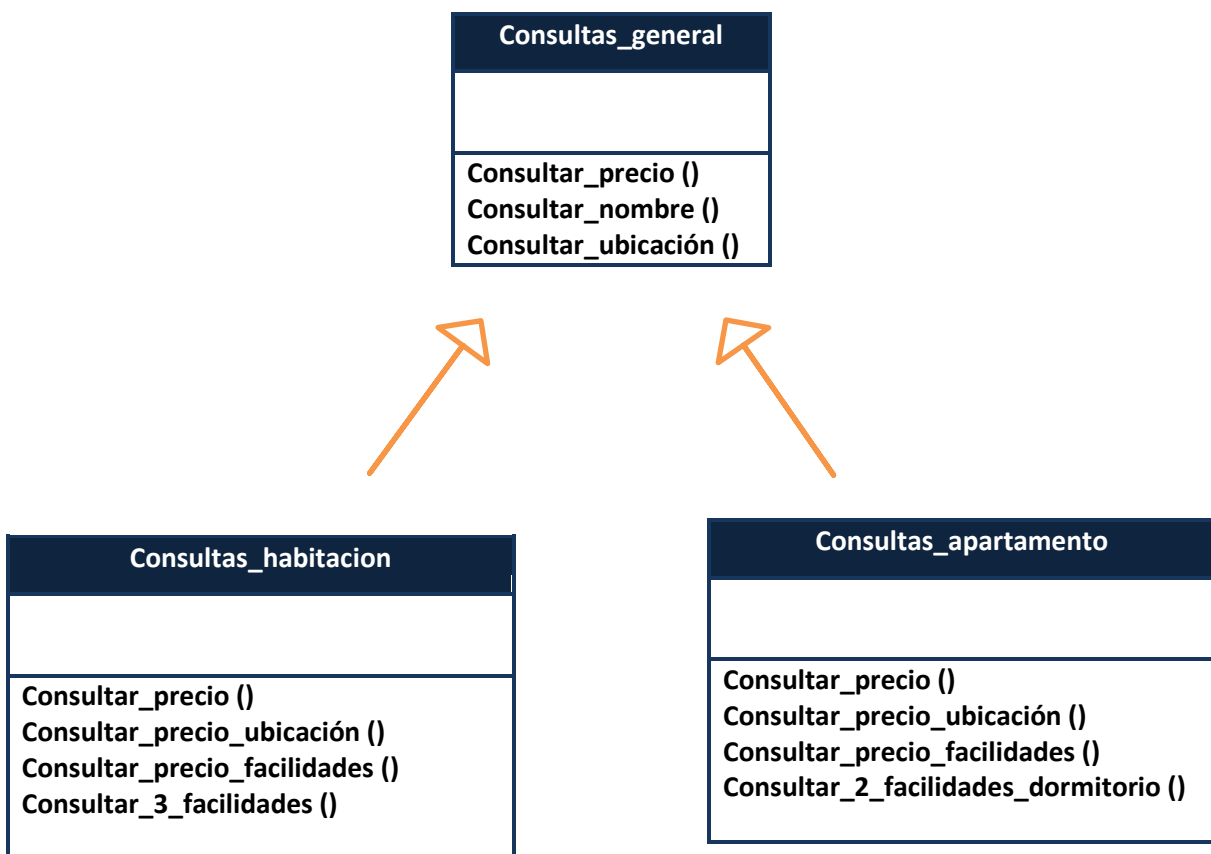 Consultas_general
Consultar_precio ()
Consultar_nombre ()
Consultar_ubicación ()
Consultas_habitacion
Consultar_precio ()
Consultar_precio_ubicación ()
Consultar_precio_facilidades ()
Consultar_3_facilidades ()
Consultas_apartamento
Consultar_precio ()
Consultar_precio_ubicación ()
Consultar_precio_facilidades ()
Consultar_2_facilidades_dormitorio ()